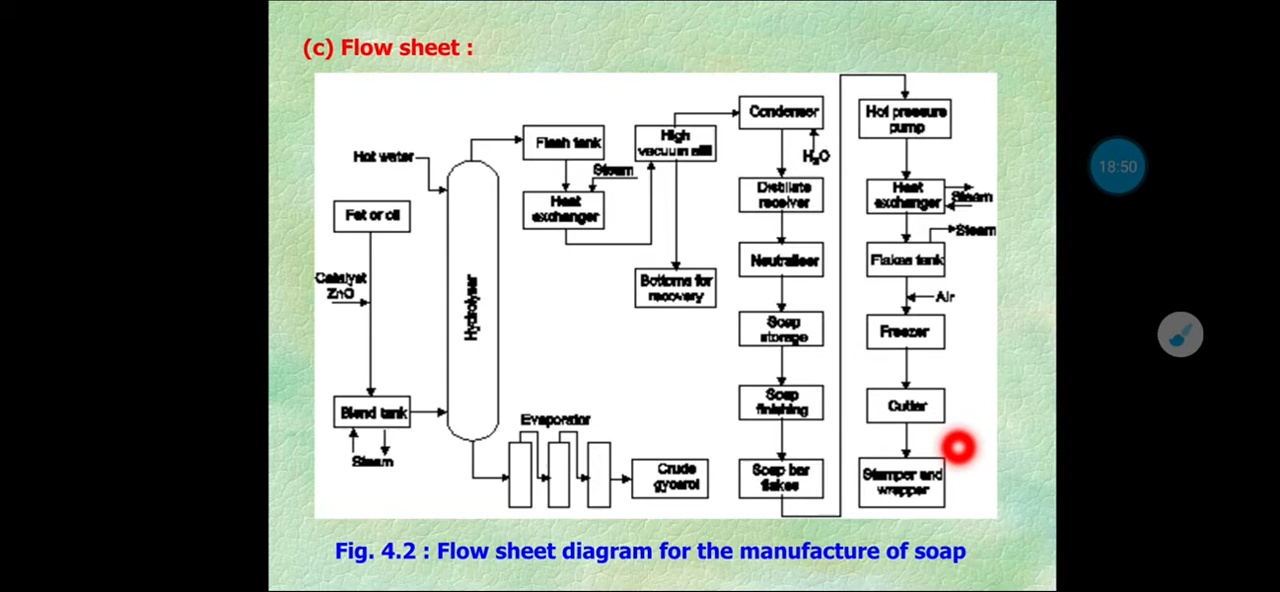 (c) Flow sheet :
Hot water
Fat or oil
Catalyst
ZnO
Blend tank
Steam
Hydrolyser
Flash tank
Steam
Heat
exchanger
High
vacuum still
Bottoms for
recovery
Evaporator
Crude
Condenser
H₂O
Distillate
receiver
Neutraliser
Soap
storage
Soap
finishing
Soap bar
flakes
Hot pressure
pump
Heat
exchanger
Steam
Steam
Flakes tank
Air
Freezer
Cutter
Stamper and
wrapper
Fig. 4.2 : Flow sheet diagram for the manufacture of soap
18:50